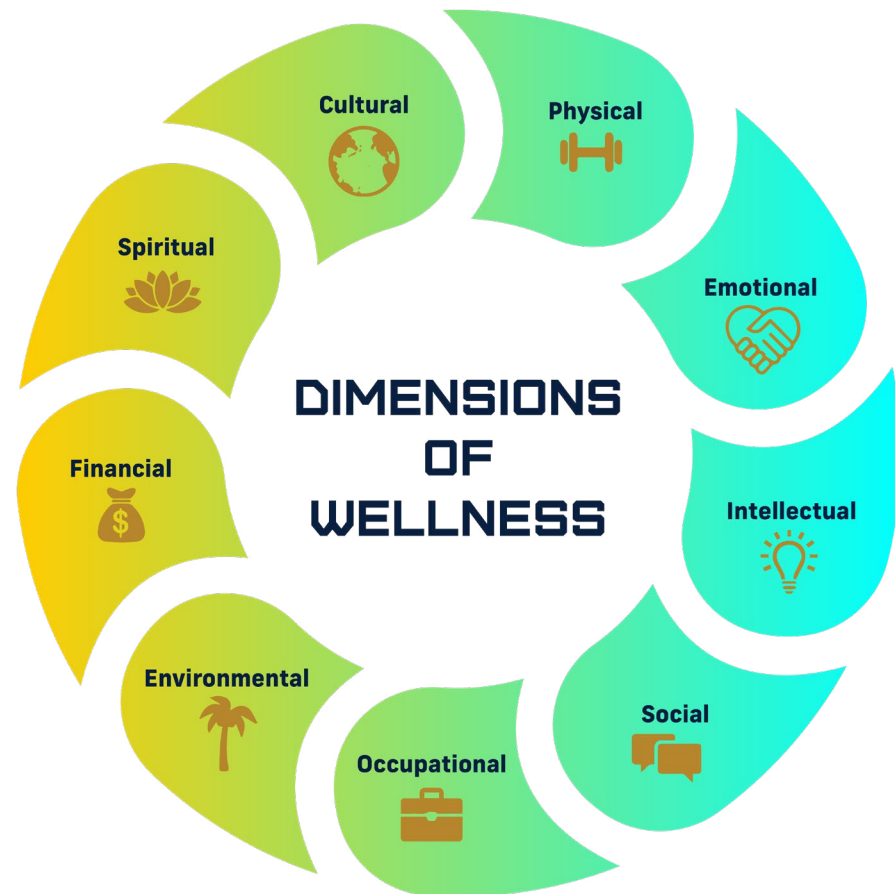 DIMENSIONS
OF
WELLNESS
Physical
Emotional
Intellectual
Social
Occupational
Environmental
Financial
$
Spiritual
Cultural